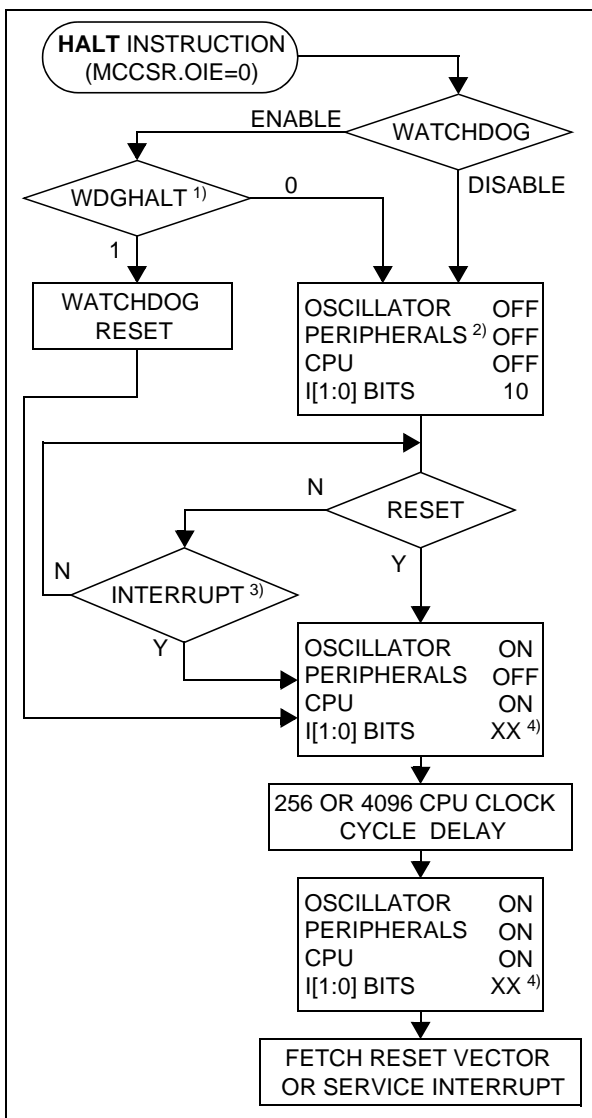 HALT INSTRUCTION
(MCCSR.OIE=0)
ENABLE
WATCHDOG
WDGHALT 1)
0
DISABLE
1
WATCHDOG
RESET
OSCILLATOR OFF
PERIPHERALS 2) OFF
CPU OFF
I[1:0] BITS 10
N
RESET
N
Y
INTERRUPT 3)
Y
OSCILLATOR ON
PERIPHERALS OFF
CPU ON
I[1:0] BITS XX 4)
256 OR 4096 CPU CLOCK
CYCLE DELAY
OSCILLATOR ON
PERIPHERALS ON
CPU ON
I[1:0] BITS XX 4)
FETCH RESET VECTOR
OR SERVICE INTERRUPT